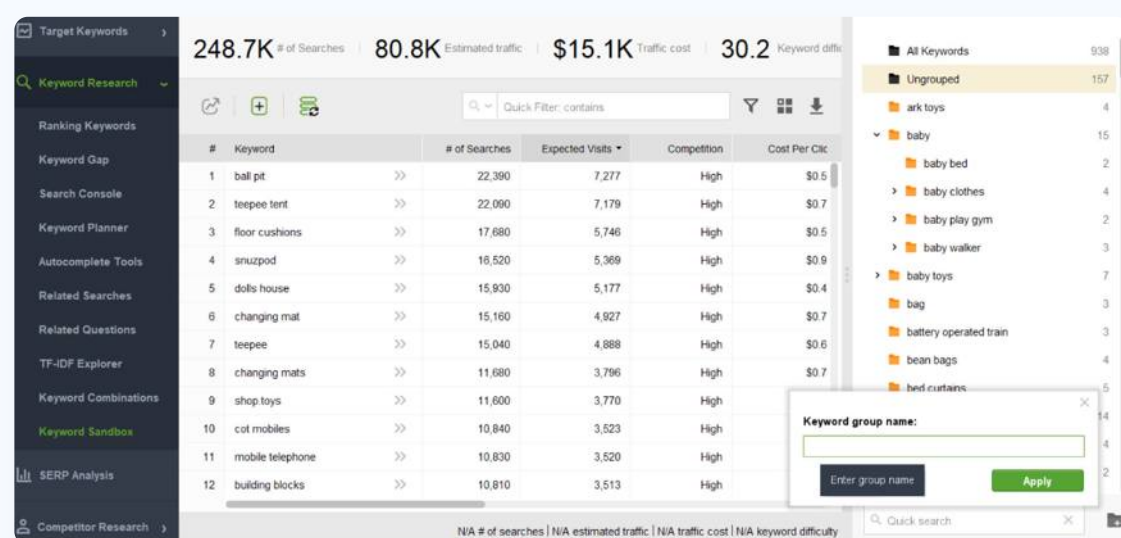 Target Keywords
Keyword Research
Ranking Keywords
Keyword Gap
Search Console
Keyword Planner
Autocomplete Tools
Related Searches
Related Questions
TF-IDF Explorer
Keyword Combinations
Keyword Sandbox
SERP Analysis
Competitor Research
248.7K # of Searches 80.8K Estimated traffic $15.1K Traffic cost 30.2 Keyword diffic
Quick Filter: contains
# Keyword # of Searches Expected Visits Competition Cost Per Clic
1 ball pit 22,390 7,277 High $0.5
2 teepee tent 22,090 7,179 High $0.7
3 floor cushions 17,680 5,746 High $0.5
4 snuzpod 16,520 5,369 High $0.9
5 dolls house 15,930 5,177 High $0.4
6 changing mat 15,160 4,927 High $0.7
7 teepee 15,040 4,888 High $0.6
8 changing mats 11,680 3,796 High $0.7
9 shop toys 11,600 3,770 High
10 cot mobiles 10,840 3,523 High
11 mobile telephone 10,830 3,520 High
12 building blocks 10,810 3,513 High
N/A # of searches | N/A estimated traffic | N/A traffic cost | N/A keyword difficulty
All Keywords 938
Ungrouped 157
ark toys 4
baby 15
baby bed 2
baby clothes 4
baby play gym 2
baby walker 3
baby toys 7
bag 3
battery operated train 3
bean bags 4
bed curtains 5
14
4
2
Keyword group name:
Enter group name
Apply
Quick search